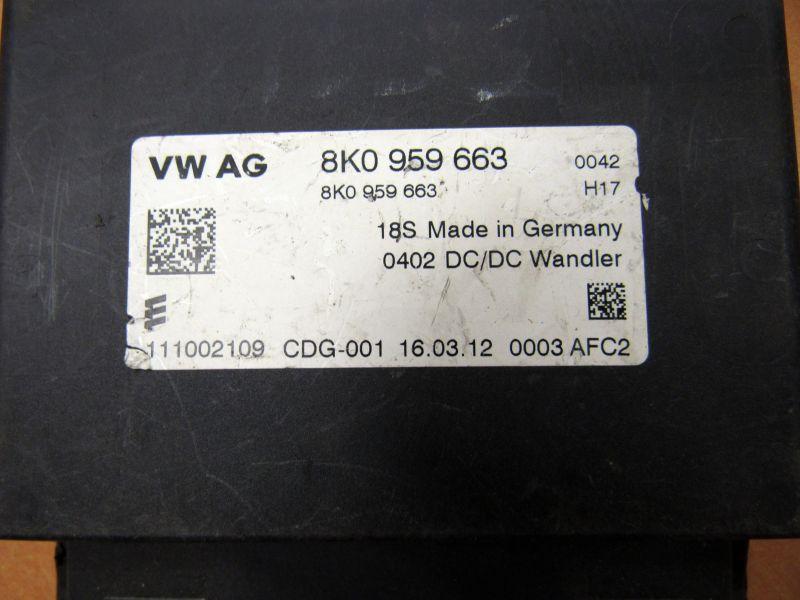 VW AG 8K0 959 663 0042
8K0 959 663 H17
18S Made in Germany
0402 DC/DC Wandler
111002109 CDG-001 16.03.12 0003 AFC2